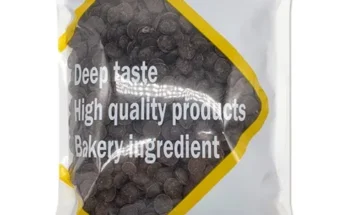 Deep taste
High quality products
Bakery ingredient